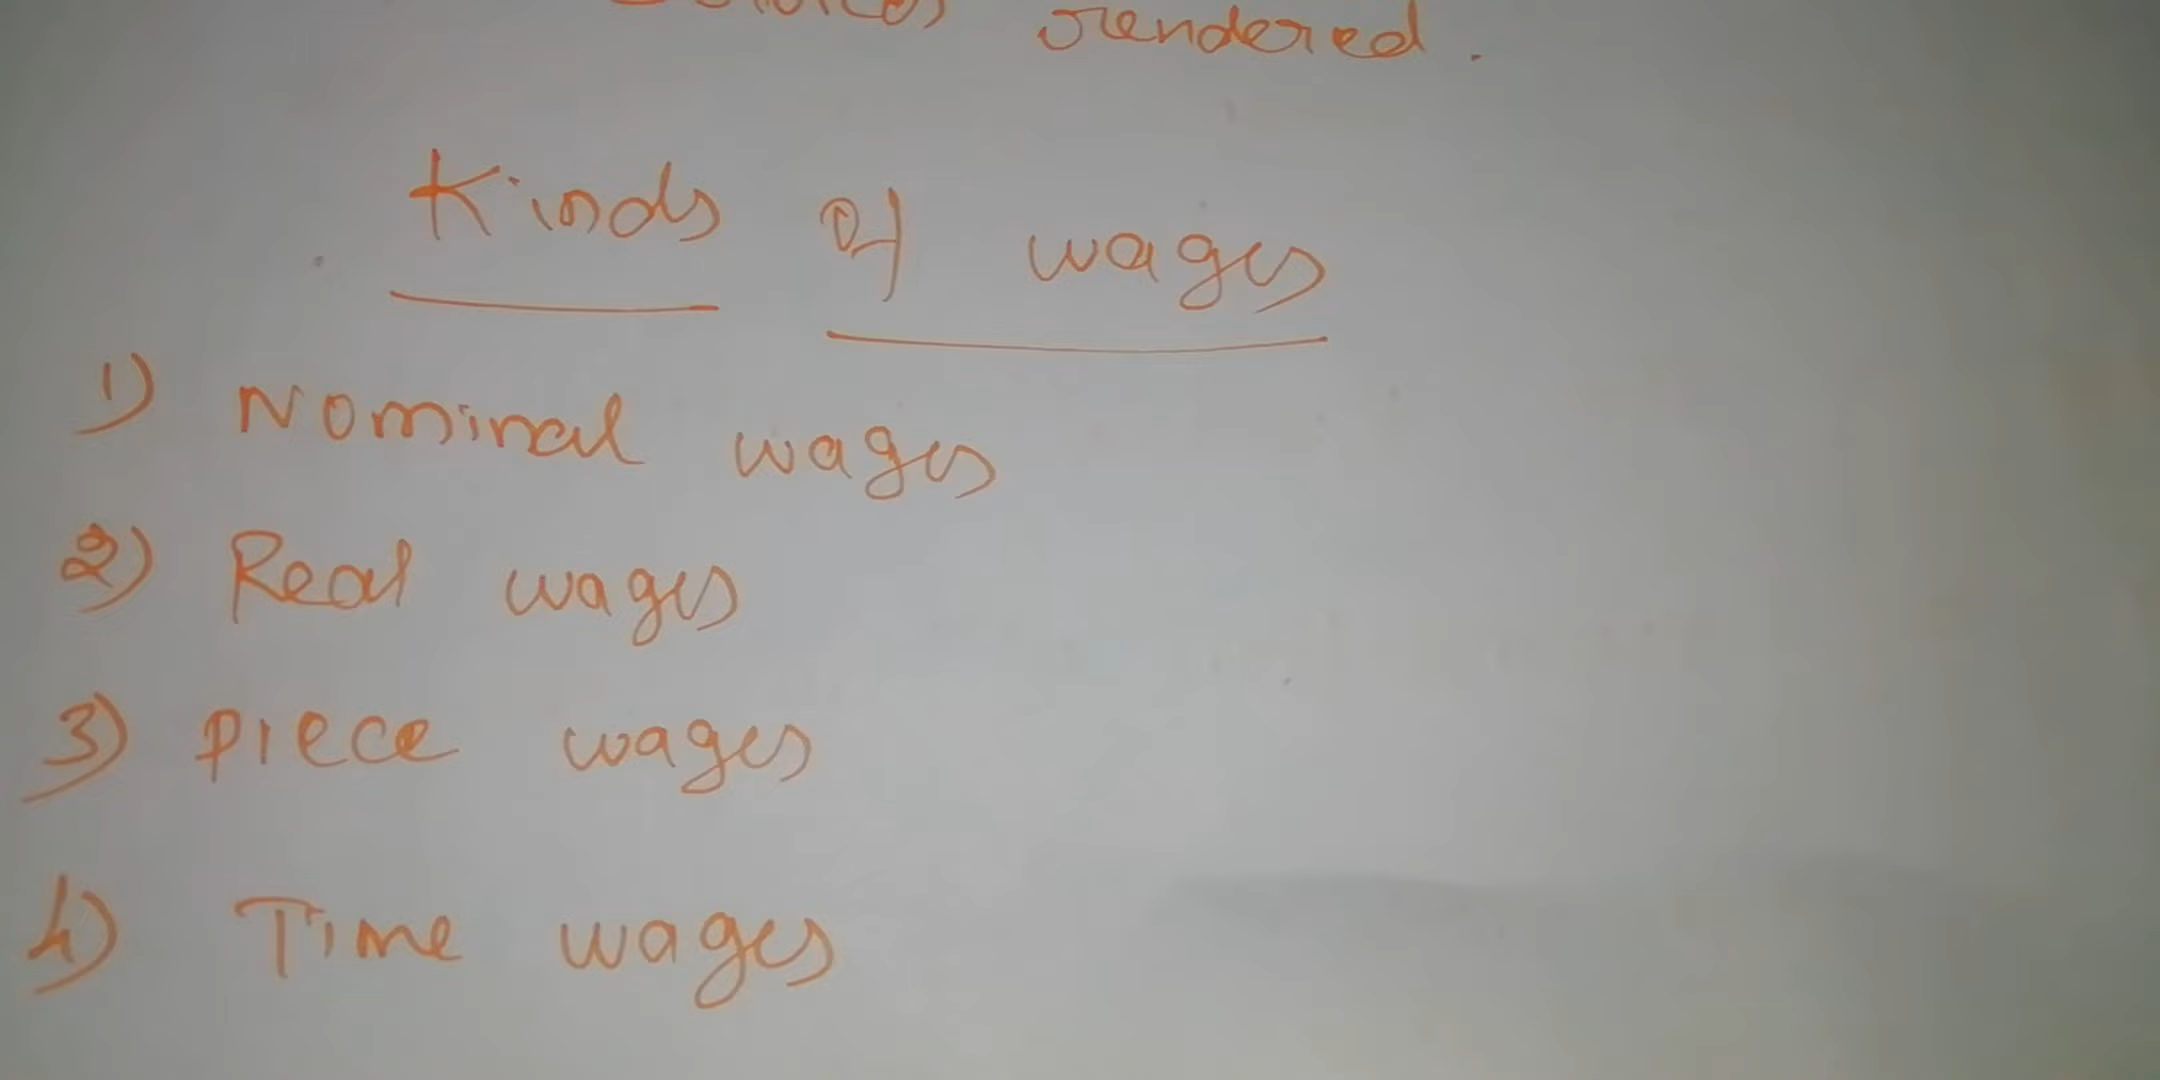 rendered.
Kinds of wages
1) Nominal wages
2) Real wages
3) Piece wages
4) Time wages